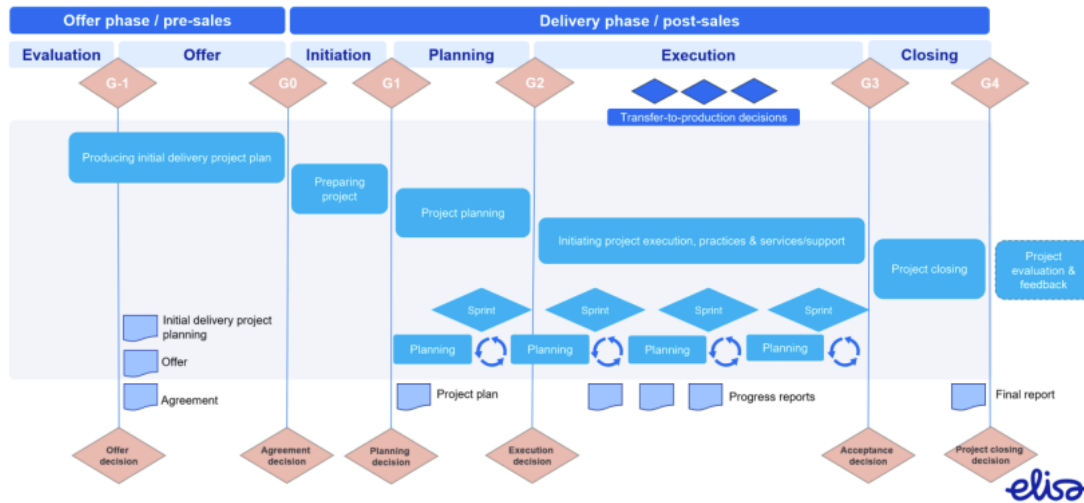 Offer phase / pre-sales
Delivery phase / post-sales
Evaluation
Offer
Initiation
Planning
Execution
Closing
G-1
G0
G1
G2
G3
G4
Transfer-to-production decisions
Producing initial delivery project plan
Preparing
project
Project planning
Initiating project execution, practices & services/support
Project closing
Project
evaluation &
feedback
Sprint
Sprint
Sprint
Sprint
Planning
Planning
Planning
Planning
Initial delivery project
planning
Offer
Agreement
Project plan
Progress reports
Final report
Offer
decision
Agreement
decision
Planning
decision
Execution
decision
Acceptance
decision
Project closing
decision
elisa